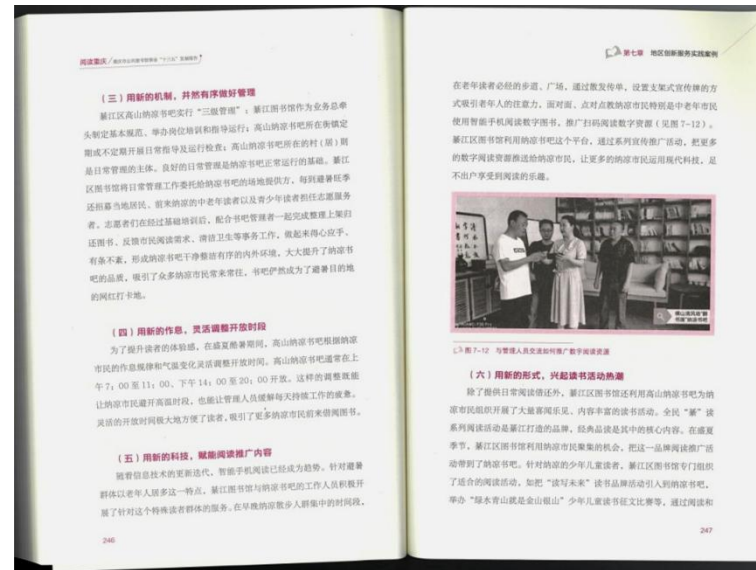 阅读重庆
（三）用新的机制，井然有序做好管理
綦江区高山纳凉书吧实行“三级管理”：綦江图书馆作为业务总牵
头制定基本规范、举办岗位培训和指导运行；高山纳凉书吧所在街镇定
期或不定期开展日常指导及运行检查；高山纳凉书吧所在的村（居）则
是日常管理的主体。良好的日常管理是纳凉书吧正常运行的基础。綦江
区图书馆将日常管理工作委托给纳凉书吧的场地提供方，每到避暑旺季
还招募当地居民、前来纳凉的中老年读者以及青少年读者担任志愿服务
者。志愿者们在经过基础培训后，配合书吧管理者一起完成整理上架归
还图书、反馈市民阅读需求、清洁卫生等事务工作，做起来得心应手、
有条不紊，形成纳凉书吧干净整洁有序的内外环境，大大提升了纳凉书
吧的品质，吸引了众多纳凉市民常来常往，书吧俨然成为了避暑目的地
的网红打卡地。
（四）用新的作息，灵活调整开放时段
为了提升读者的体验感，在盛夏酷暑期间，高山纳凉书吧根据纳凉
市民的作息规律和气温变化灵活调整开放时间。高山纳凉书吧通常在上
午7：00至11：00、下午14：00至20：00开放。这样的调整既能
让纳凉市民避开高温时段，也能让管理人员缓解每天持续工作的疲惫。
灵活的开放时间极大地方便了读者，吸引了更多纳凉市民前来借阅图书。
（五）用新的科技，赋能阅读推广内容
随着信息技术的更新迭代，智能手机阅读已经成为趋势。针对避暑
群体以老年人居多这一特点，綦江图书馆与纳凉书吧的工作人员积极开
展了针对这个特殊读者群体的服务。在早晚纳凉散步人群集中的时间段，
246
第七章 地区创新服务实践案例
在老年读者必经的步道、广场，通过散发传单、设置支架式宣传牌的方
式吸引老年人的注意力，面对面、点对点教纳凉市民特别是中老年市民
使用智能手机阅读数字图书，推广扫码阅读数字资源（见图7-12）。
綦江区图书馆利用纳凉书吧这个平台，通过系列宣传推广活动，把更多
的数字阅读资源推送给纳凉市民，让更多的纳凉市民运用现代科技，足
不出户享受到阅读的乐趣。
图7-12 与管理人员交流如何推广数字阅读资源
（六）用新的形式，兴起读书活动热潮
除了提供日常阅读借还外，綦江区图书馆还利用高山纳凉书吧为纳
凉市民组织开展了大量喜闻乐见、内容丰富的读书活动。全民“綦”读
系列阅读活动是綦江打造的品牌，经典品读是其中的核心内容。在盛夏
季节，綦江区图书馆利用纳凉市民聚集的机会，把这一品牌阅读推广活
动带到了纳凉书吧。针对纳凉的少年儿童读者，綦江区图书馆专门组织
了适合的阅读活动，如把“读写未来”读书品牌活动引入到纳凉书吧，
举办“绿水青山就是金山银山”少年儿童读书征文比赛等，通过阅读和
247